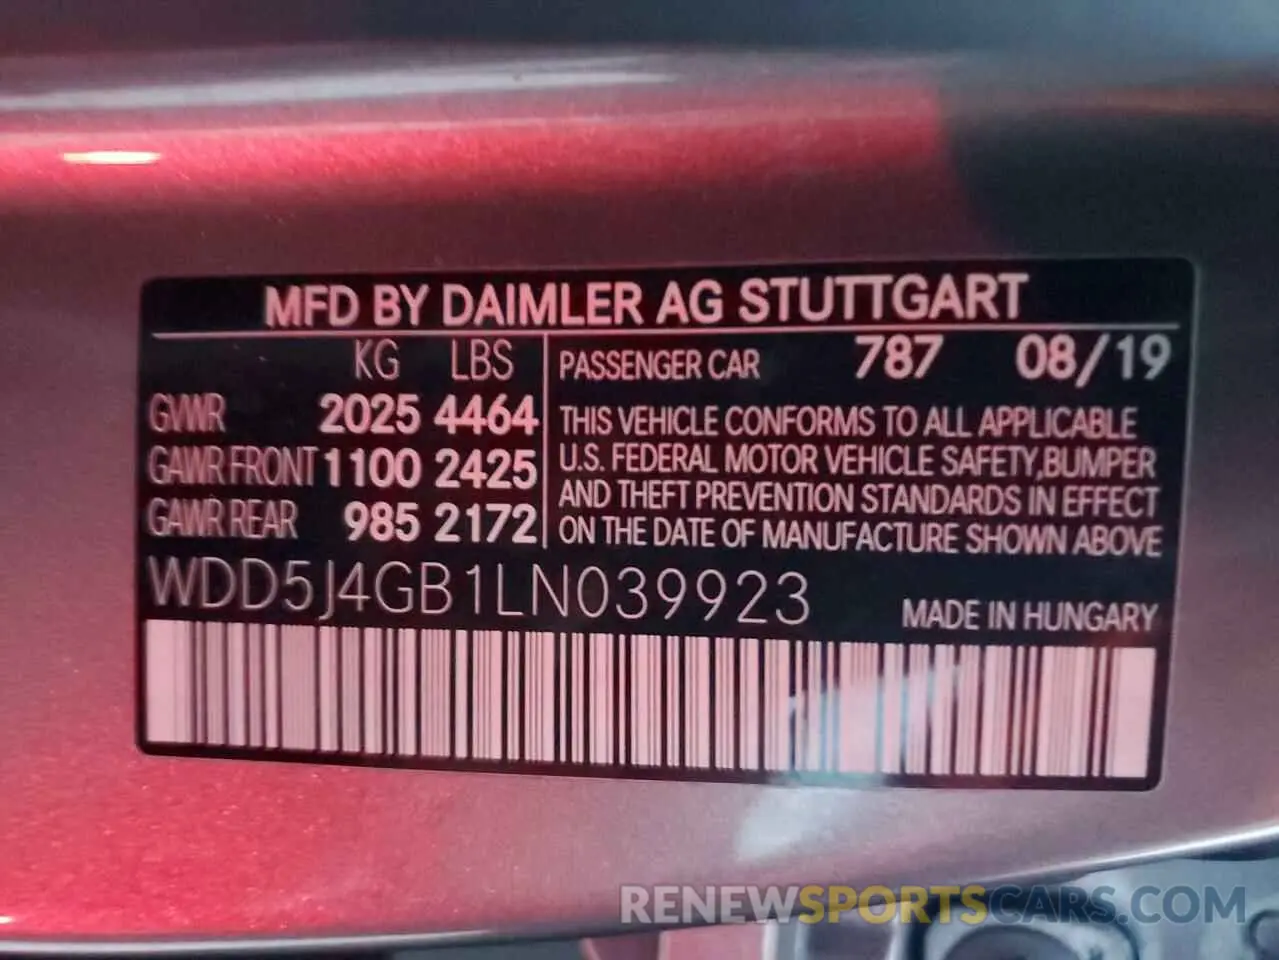 MFD BY DAIMLER AG STUTTGART
KG LBS
GVWR 2025 4464
GAWR FRONT 1100 2425
GAWR REAR 985 2172
PASSENGER CAR 787 08/19
THIS VEHICLE CONFORMS TO ALL APPLICABLE
U.S. FEDERAL MOTOR VEHICLE SAFETY,BUMPER
AND THEFT PREVENTION STANDARDS IN EFFECT
ON THE DATE OF MANUFACTURE SHOWN ABOVE
WDD5J4GB1LN039923
MADE IN HUNGARY
RENEWSPORTSCARS.COM